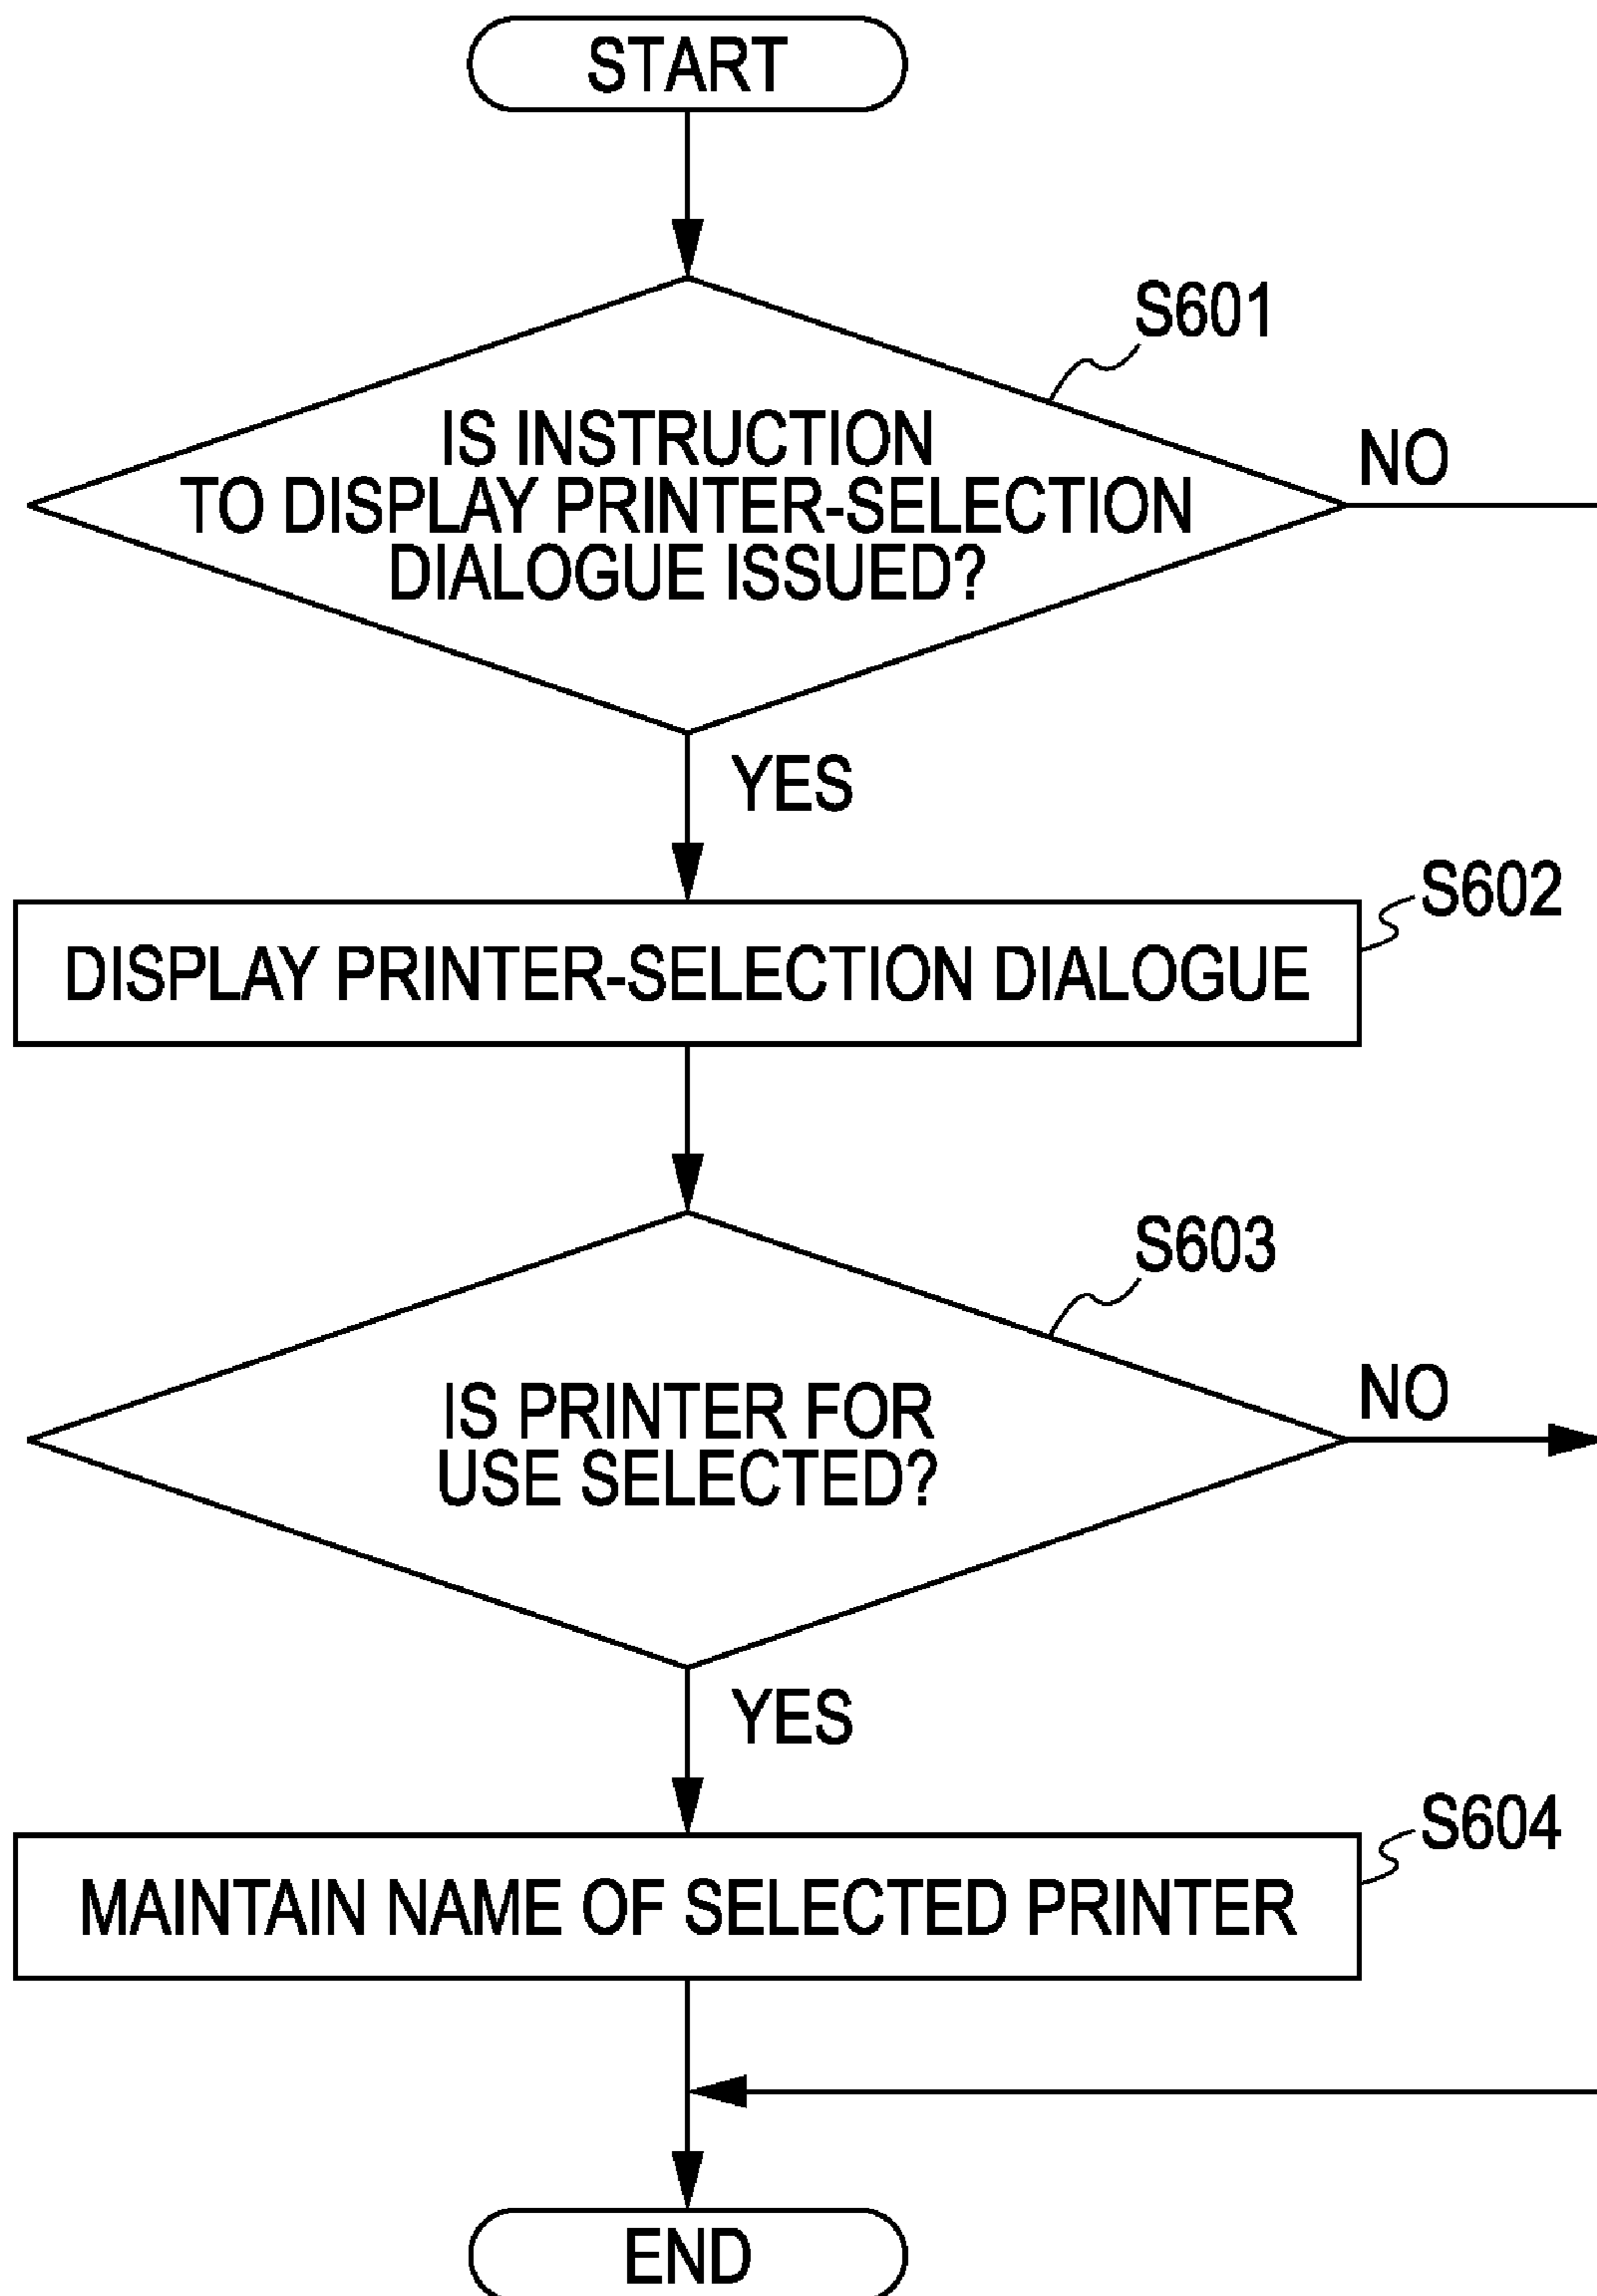 START
S601
IS INSTRUCTION
TO DISPLAY PRINTER-SELECTION
DIALOGUE ISSUED?
NO
YES
S602
DISPLAY PRINTER-SELECTION DIALOGUE
S603
IS PRINTER FOR
USE SELECTED?
NO
YES
S604
MAINTAIN NAME OF SELECTED PRINTER
END